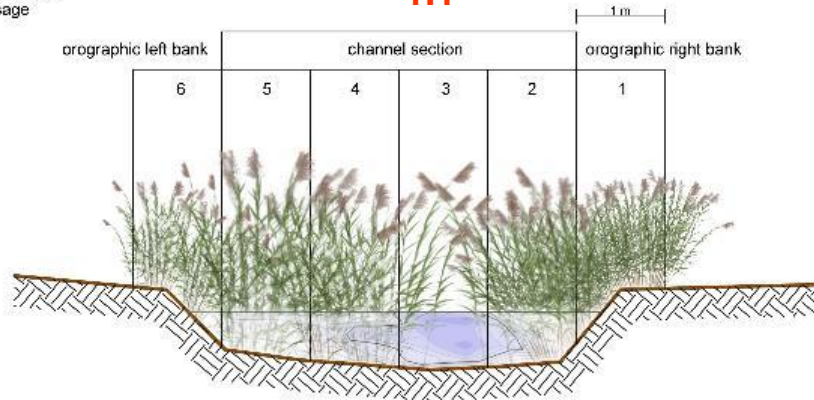 sage
1 m
orographic left bank channel section orographic right bank
6 5 4 3 2 1